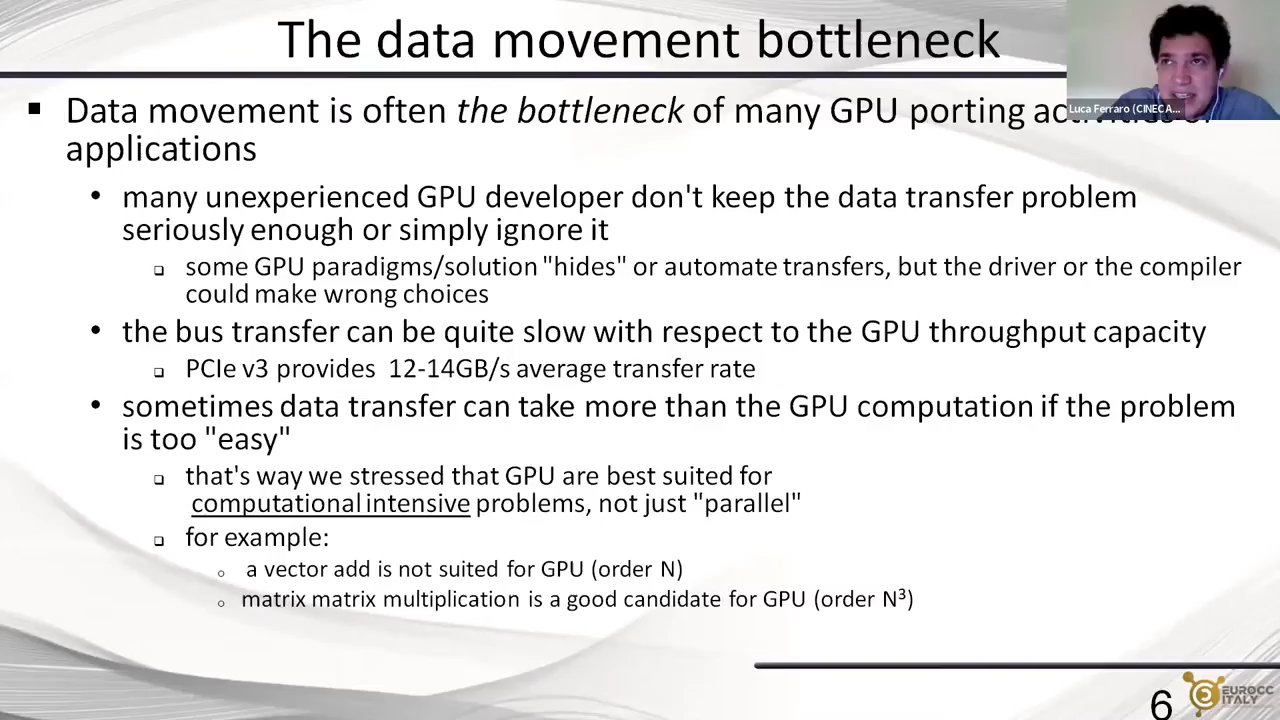 The data movement bottleneck
Luca Ferraro (CINECA...
▪ Data movement is often the bottleneck of many GPU porting activities of
applications
• many unexperienced GPU developer don't keep the data transfer problem
seriously enough or simply ignore it
❑ some GPU paradigms/solution "hides" or automate transfers, but the driver or the compiler
could make wrong choices
• the bus transfer can be quite slow with respect to the GPU throughput capacity
❑ PCIe v3 provides 12-14GB/s average transfer rate
• sometimes data transfer can take more than the GPU computation if the problem
is too "easy"
❑ that's way we stressed that GPU are best suited for
computational intensive problems, not just "parallel"
❑ for example:
○ a vector add is not suited for GPU (order N)
○ matrix matrix multiplication is a good candidate for GPU (order N³)
6
EUROCC
ITALY